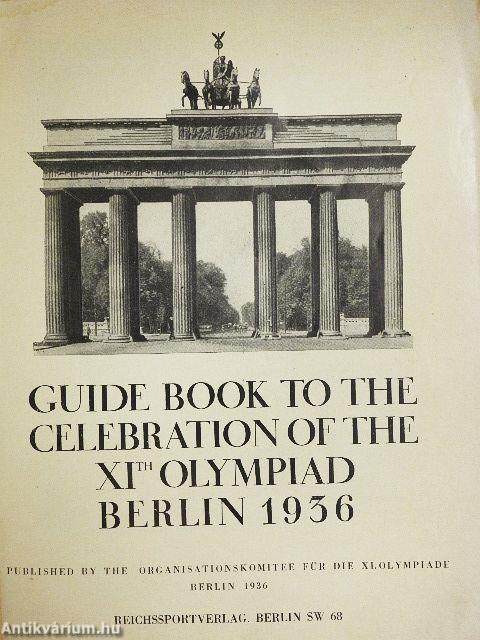 GUIDE BOOK TO THE
CELEBRATION OF THE
XITH OLYMPIAD
BERLIN 1936
PUBLISHED BY THE ORGANISATIONSKOMITEE FÜR DIE XI.OLYMPIADE
BERLIN 1936
REICHSSPORTVERLAG. BERLIN SW 68
Antikvárium.hu